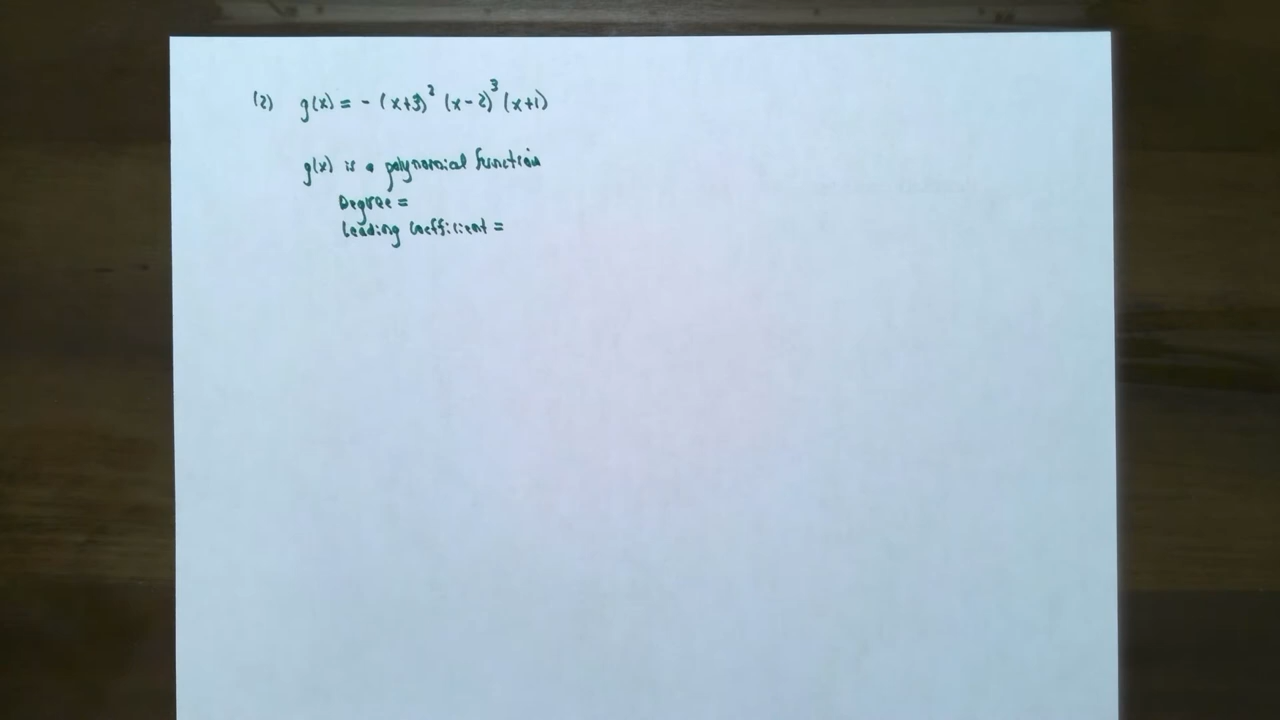 (2) g(x) = - (x+3)² (x-2)³ (x+1)
g(x) is a polynomial function
Degree =
Leading Coefficient =